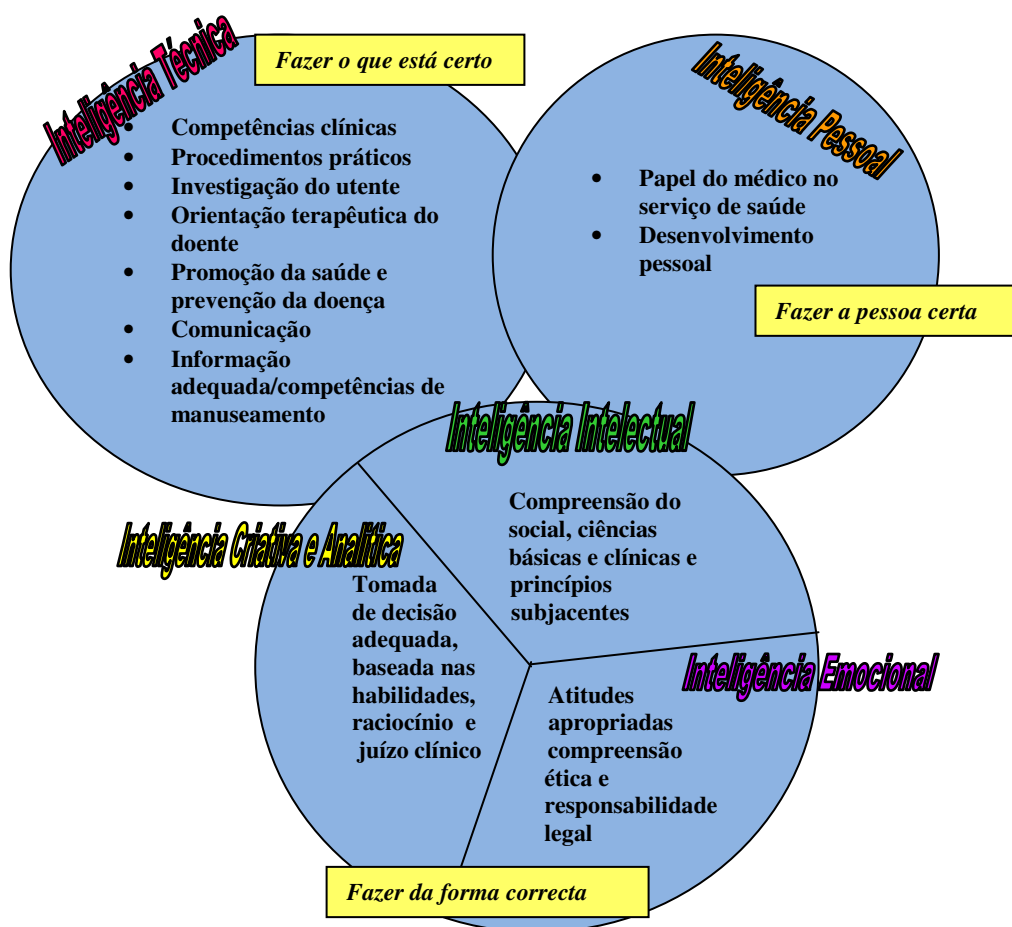 Inteligência Técnica
Fazer o que está certo
• Competências clínicas
• Procedimentos práticos
• Investigação do utente
• Orientação terapêutica do
doente
• Promoção da saúde e
prevenção da doença
• Comunicação
• Informação
adequada/competências de
manuseamento
Inteligência Pessoal
• Papel do médico no
serviço de saúde
• Desenvolvimento
pessoal
Fazer a pessoa certa
Inteligência Intelectual
Compreensão do
social, ciências
básicas e clínicas e
princípios
subjacentes
Inteligência Criativa e Analitica
Tomada
de decisão
adequada,
baseada nas
habilidades,
raciocínio e
juízo clínico
Inteligência Emocional
Atitudes
apropriadas
compreensão
ética e
responsabilidade
legal
Fazer da forma correcta